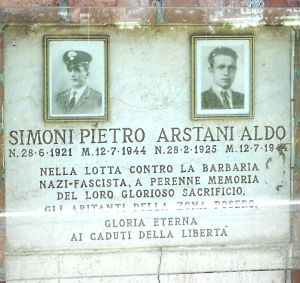 SIMONI PIETRO ARSTANI ALDO
N. 28-6-1921 M. 12-7-1944 N. 28-2-1925 M. 12-7-1944
NELLA LOTTA CONTRO LA BARBARIA
NAZI-FASCISTA, A PERENNE MEMORIA
DEL LORO GLORIOSO SACRIFICIO,
GLI ABITANTI DELLA ZONA POSERO.
GLORIA ETERNA
AI CADUTI DELLA LIBERTÀ